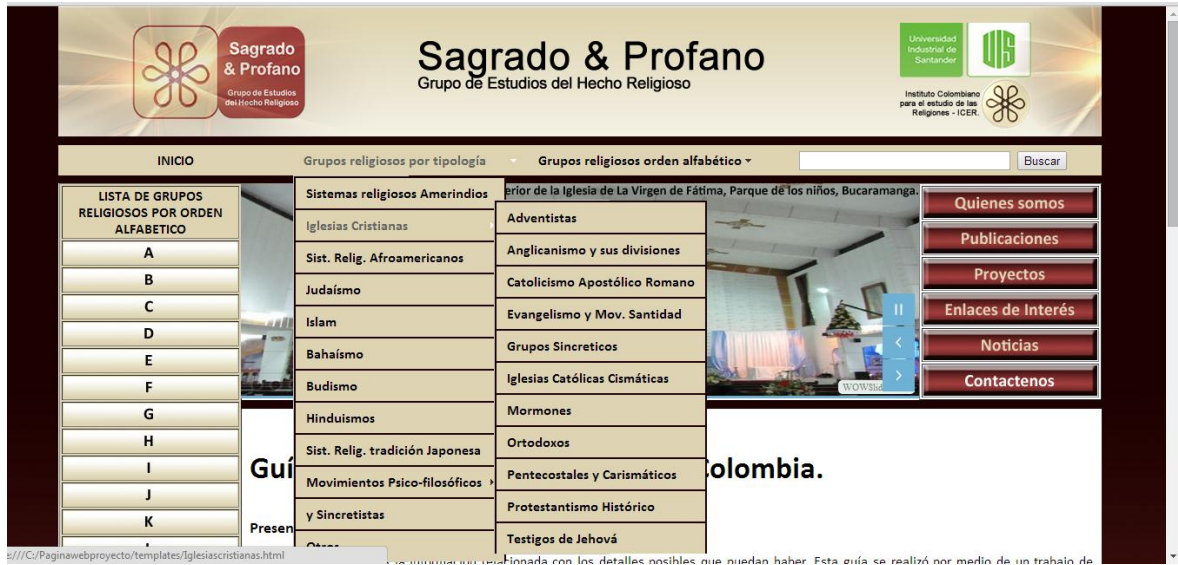 Sagrado
& Profano
Grupo de Estudios
del Hecho Religioso
Sagrado & Profano
Grupo de Estudios del Hecho Religioso
Universidad
Industrial de
Santander
UIS
Instituto Colombiano
para el estudio de las
Religiones - ICER.
INICIO
Grupos religiosos por tipología
Grupos religiosos orden alfabético
Buscar
LISTA DE GRUPOS
RELIGIOSOS POR ORDEN
ALFABETICO
A
B
C
D
E
F
G
H
I
J
K
Sistemas religiosos Amerindios
Iglesias Cristianas
Sist. Relig. Afroamericanos
Judaísmo
Islam
Bahaísmo
Budismo
Hinduismos
Sist. Relig. tradición Japonesa
Movimientos Psico-filosóficos
y Sincretistas
Otros
Adventistas
Anglicanismo y sus divisiones
Catolicismo Apostólico Romano
Evangelismo y Mov. Santidad
Grupos Sincreticos
Iglesias Católicas Cismáticas
Mormones
Ortodoxos
Pentecostales y Carismáticos
Protestantismo Histórico
Testigos de Jehová
erior de la Iglesia de La Virgen de Fátima, Parque de los niños, Bucaramanga.
WOWSlid
Quienes somos
Publicaciones
Proyectos
Enlaces de Interés
Noticias
Contactenos
Guí
olombia.
Presen
la información relacionada con los detalles posibles que puedan haber. Esta guía se realizó por medio de un trabajo de
e:///C:/Paginawebproyecto/templates/Iglesiascristianas.html